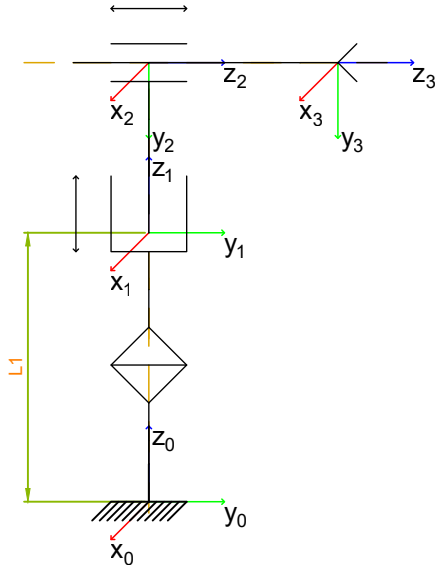 z₂
z₃
x₂
x₃
y₂
y₃
z₁
y₁
x₁
L1
z₀
y₀
x₀